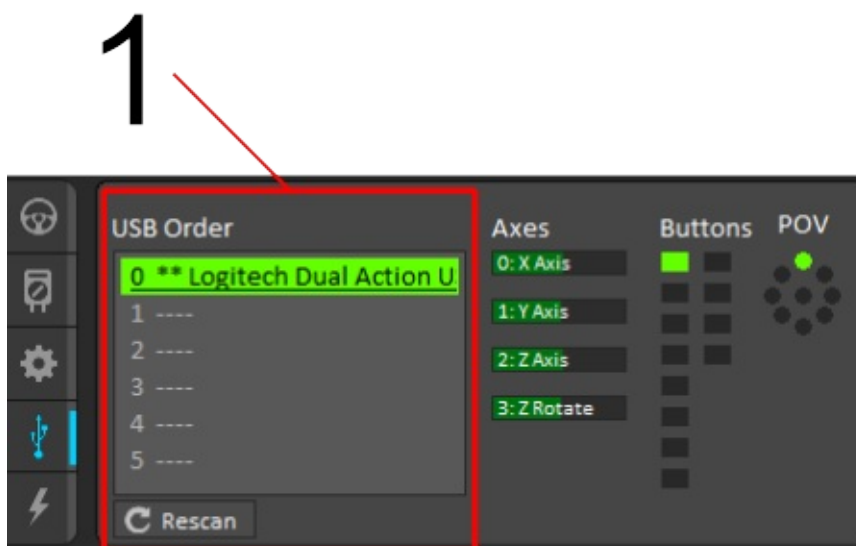 1
USB Order
0 ** Logitech Dual Action U
1 ----
2 ----
3 ----
4 ----
5 ----
Rescan
Axes
0: X Axis
1: Y Axis
2: Z Axis
3: Z Rotate
Buttons
POV